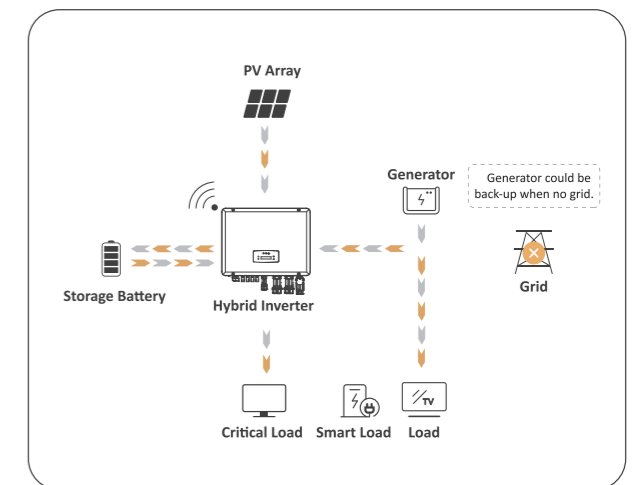 PV Array
Generator
Generator could be
back-up when no grid.
Storage Battery
Hybrid Inverter
Grid
TV
Critical Load
Smart Load
Load